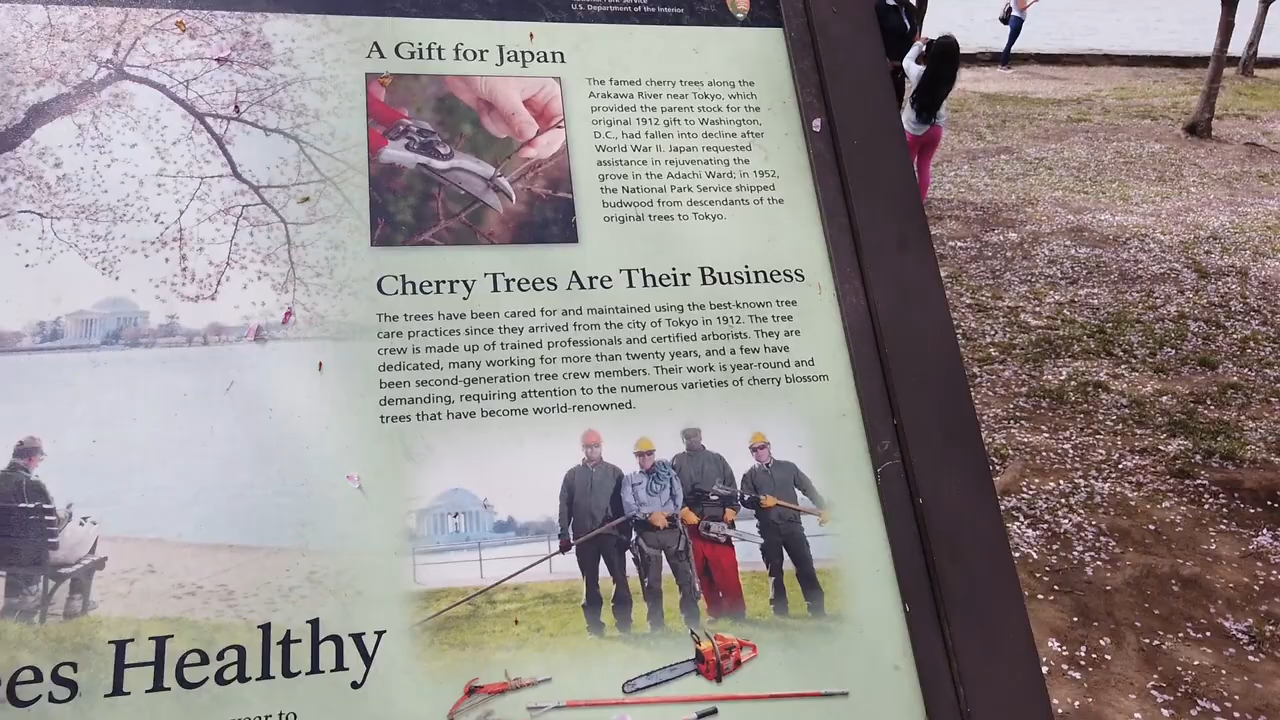 U.S. Department of the Interior
A Gift for Japan
The famed cherry trees along the
Arakawa River near Tokyo, which
provided the parent stock for the
original 1912 gift to Washington,
D.C., had fallen into decline after
World War II. Japan requested
assistance in rejuvenating the
grove in the Adachi Ward; in 1952,
the National Park Service shipped
budwood from descendants of the
original trees to Tokyo.
Cherry Trees Are Their Business
The trees have been cared for and maintained using the best-known tree
care practices since they arrived from the city of Tokyo in 1912. The tree
crew is made up of trained professionals and certified arborists. They are
dedicated, many working for more than twenty years, and a few have
been second-generation tree crew members. Their work is year-round and
demanding, requiring attention to the numerous varieties of cherry blossom
trees that have become world-renowned.
ees Healthy
year to